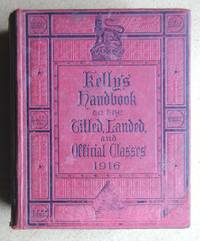 Kelly's
Handbook
to the
Titled, Landed,
and
Official Classes
1916